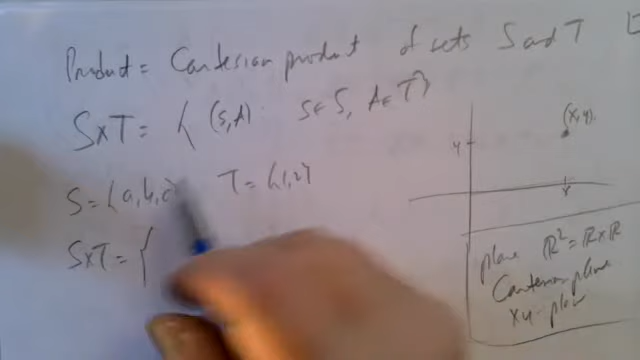 Product = Cartesian product of sets S and T
S×T = { (s,t) s∈S, t∈T}
S = {a,b,c} T = {1,2}
S×T = {
(x,y)
y
x
plane ℝ² = ℝ×ℝ
Cartesian plane
xy-plane